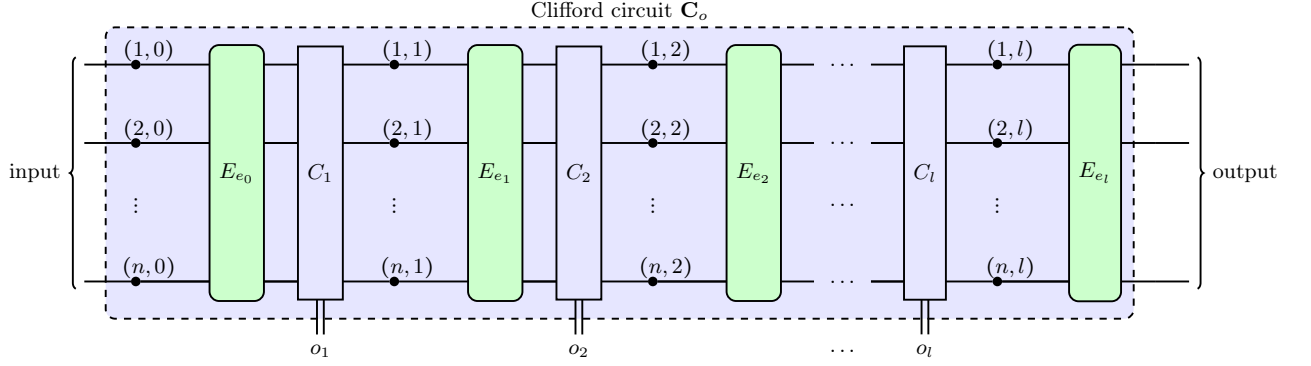 Clifford circuit C_o
(1, 0) (1, 1) (1, 2) ··· (1, l)
(2, 0) (2, 1) (2, 2) ··· (2, l)
input E_{e_0} C_1 E_{e_1} C_2 E_{e_2} C_l E_{e_l} output
⋮ ⋮ ⋮ ··· ⋮
(n, 0) (n, 1) (n, 2) ··· (n, l)
o_1 o_2 ··· o_l